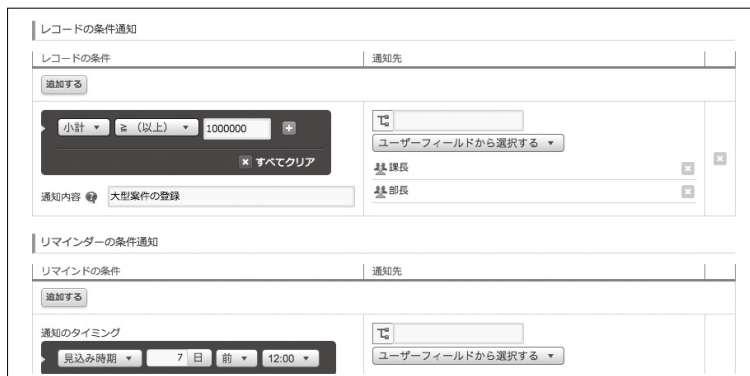 レコードの条件通知
レコードの条件 通知先
追加する
小計 ≧ (以上) 1000000
すべてクリア
通知内容 大型案件の登録
ユーザーフィールドから選択する
課長
部長
リマインダーの条件通知
リマインドの条件 通知先
追加する
通知のタイミング
見込み時期 7 日 前 12:00
ユーザーフィールドから選択する